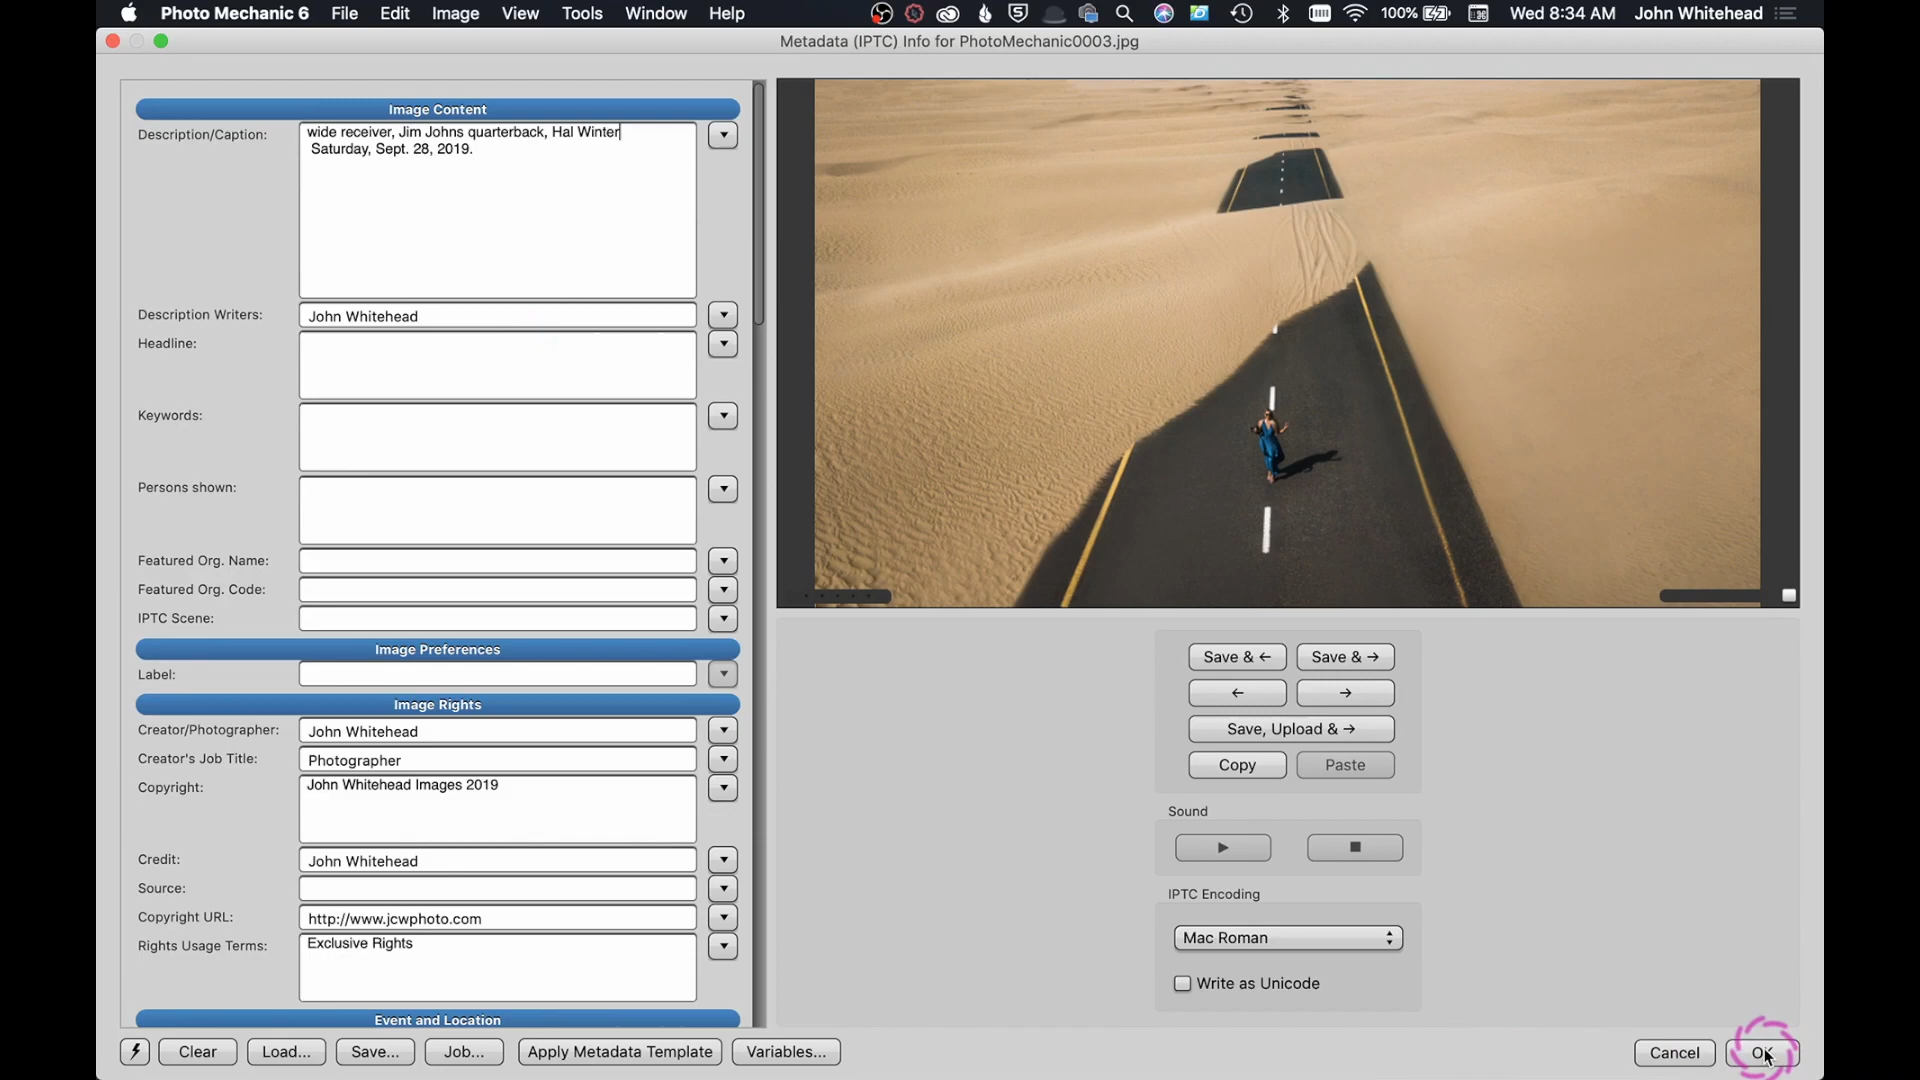 Photo Mechanic 6 File Edit Image View Tools Window Help 100% Wed 8:34 AM John Whitehead
Metadata (IPTC) Info for PhotoMechanic0003.jpg
Image Content
Description/Caption: wide receiver, Jim Johns quarterback, Hal Winter
Saturday, Sept. 28, 2019.
Description Writers: John Whitehead
Headline:
Keywords:
Persons shown:
Featured Org. Name:
Featured Org. Code:
IPTC Scene:
Image Preferences
Label:
Image Rights
Creator/Photographer: John Whitehead
Creator's Job Title: Photographer
Copyright: John Whitehead Images 2019
Credit: John Whitehead
Source:
Copyright URL: http://www.jcwphoto.com
Rights Usage Terms: Exclusive Rights
Event and Location
Clear Load... Save... Job... Apply Metadata Template Variables...
Save & ← Save & →
← →
Save, Upload & →
Copy Paste
Sound
IPTC Encoding
Mac Roman
Write as Unicode
Cancel OK